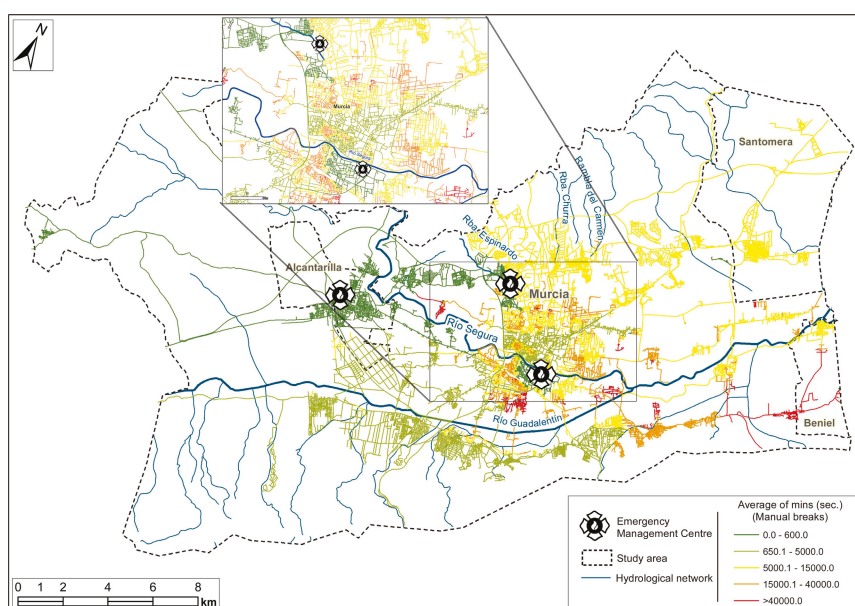 N
Murcia
Río Segura
Santomera
Rambla del Carmen
Rba. Churra
Rba. Espinardo
Alcantarilla
Murcia
Río Segura
Río Guadalentín
Beniel
Emergency
Management Centre
Study area
Hydrological network
Average of mins (sec.)
(Manual breaks)
0.0 - 600.0
650.1 - 5000.0
5000.1 - 15000.0
15000.1 - 40000.0
>40000.0
0 1 2 4 6 8
km